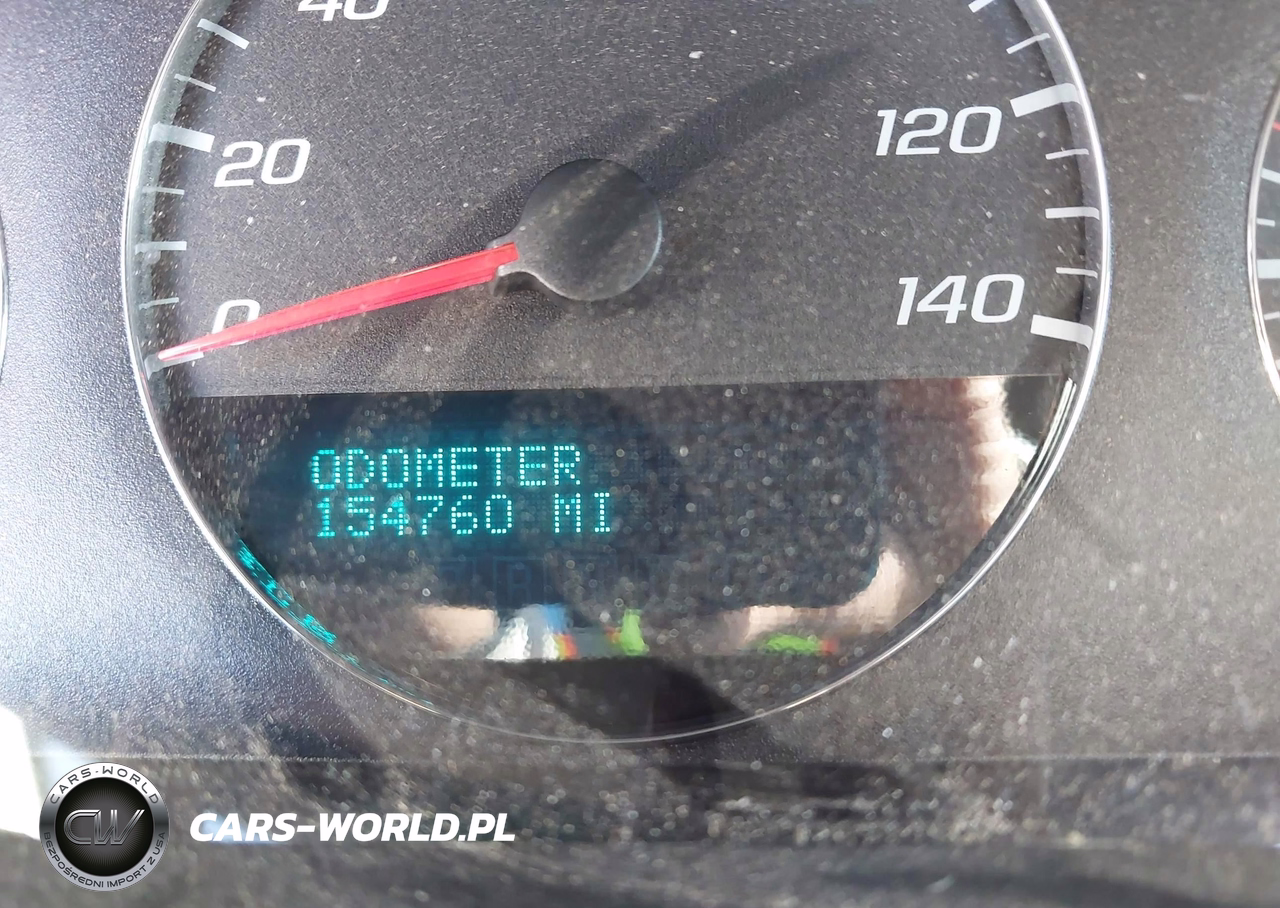 40
20
120
0
140
ODOMETER
154760 MI
CARS-WORLD
CW
BEZPOŚREDNI IMPORT Z USA
CARS-WORLD.PL